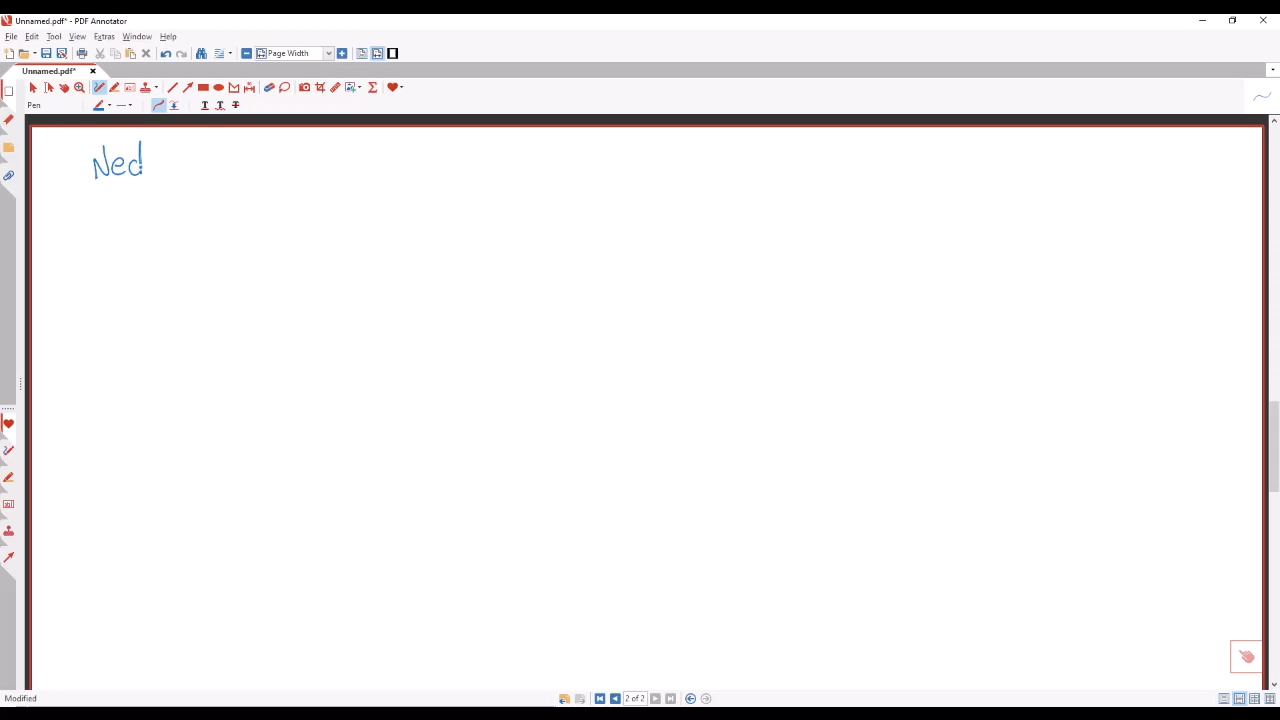 Unnamed.pdf* - PDF Annotator
File Edit Tool View Extras Window Help
Page Width
Unnamed.pdf*
Pen
Ned
Modified
2 of 2